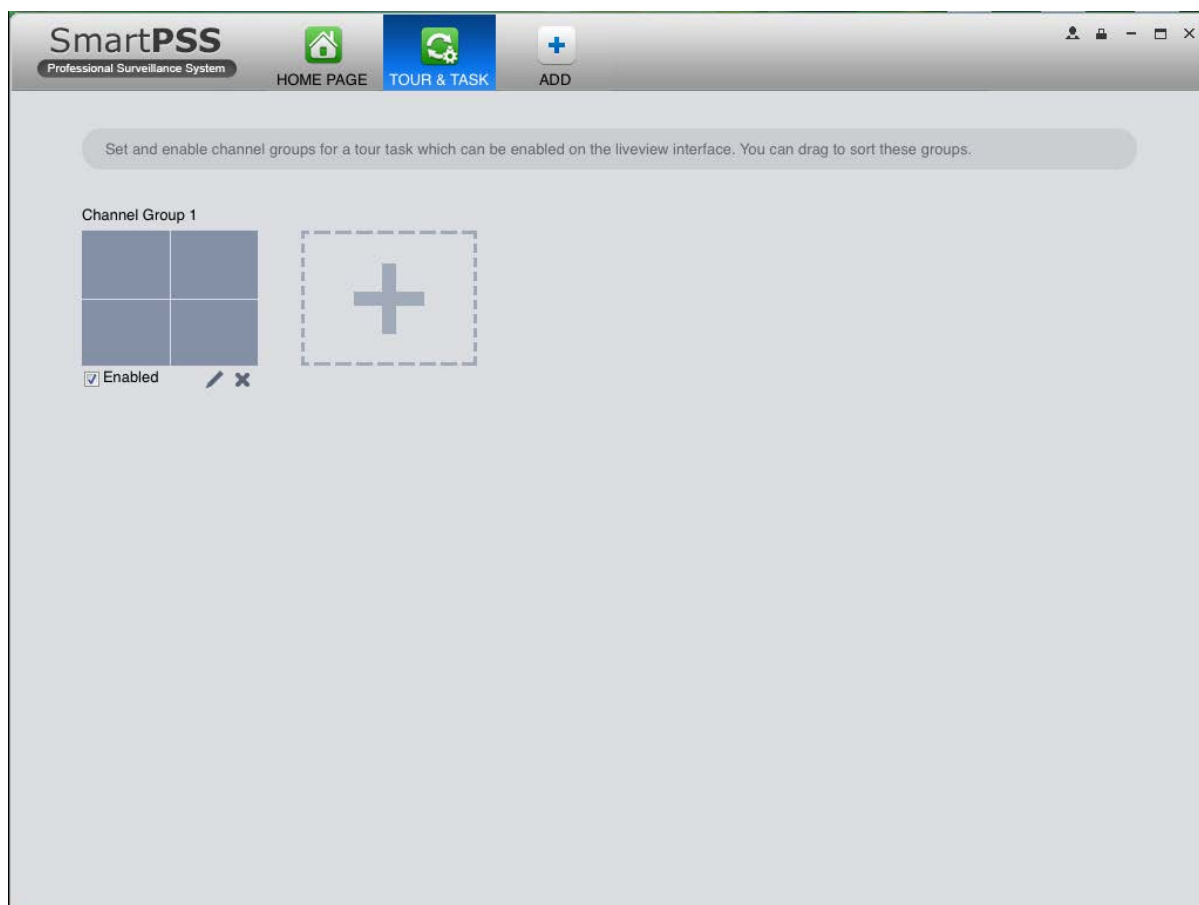 SmartPSS
Professional Surveillance System
HOME PAGE
TOUR & TASK
ADD
Set and enable channel groups for a tour task which can be enabled on the liveview interface. You can drag to sort these groups.
Channel Group 1
Enabled